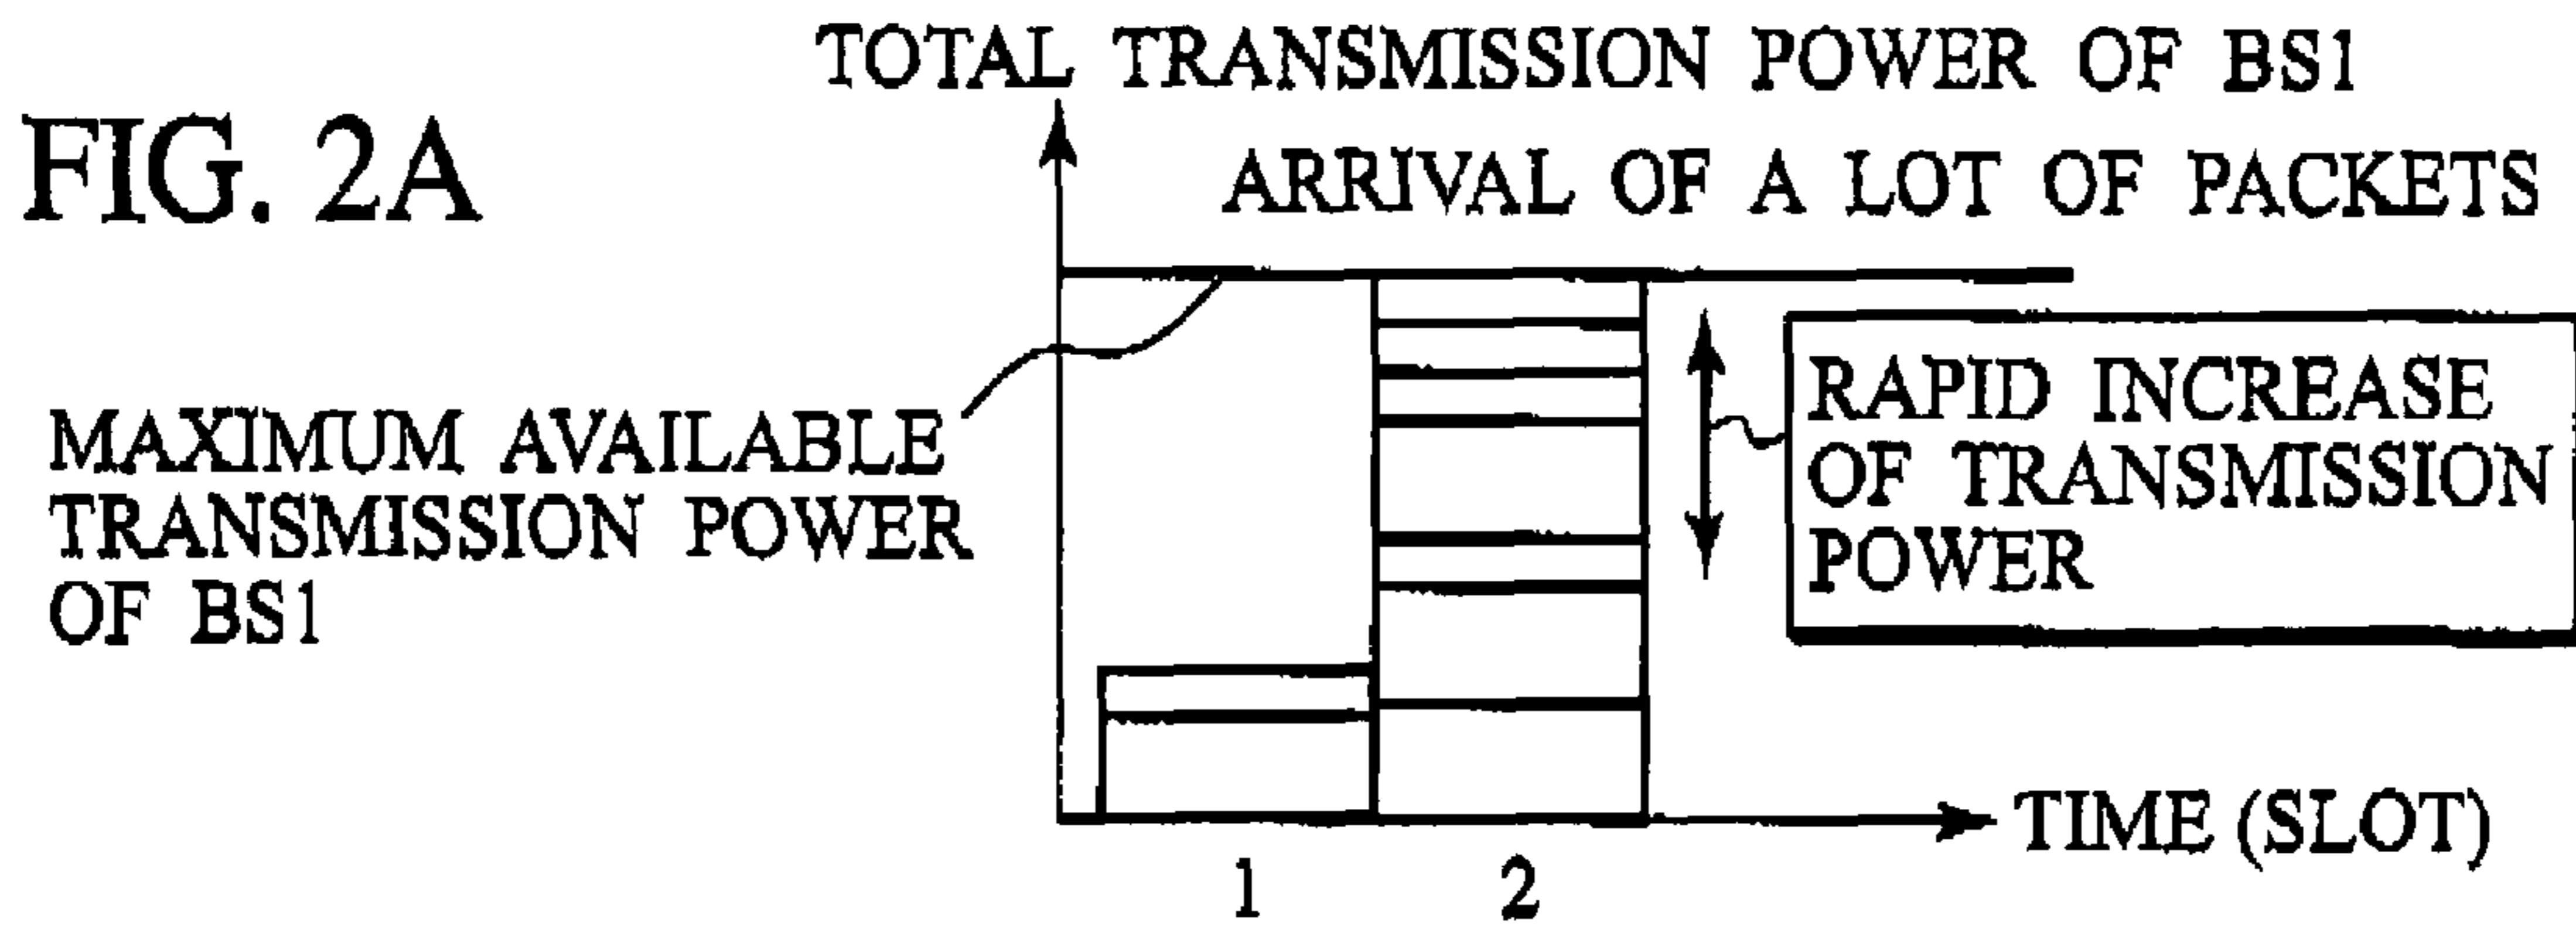 TOTAL TRANSMISSION POWER OF BS1
FIG. 2A
ARRIVAL OF A LOT OF PACKETS
MAXIMUM AVAILABLE
TRANSMISSION POWER
OF BS1
RAPID INCREASE
OF TRANSMISSION
POWER
TIME (SLOT)
1
2